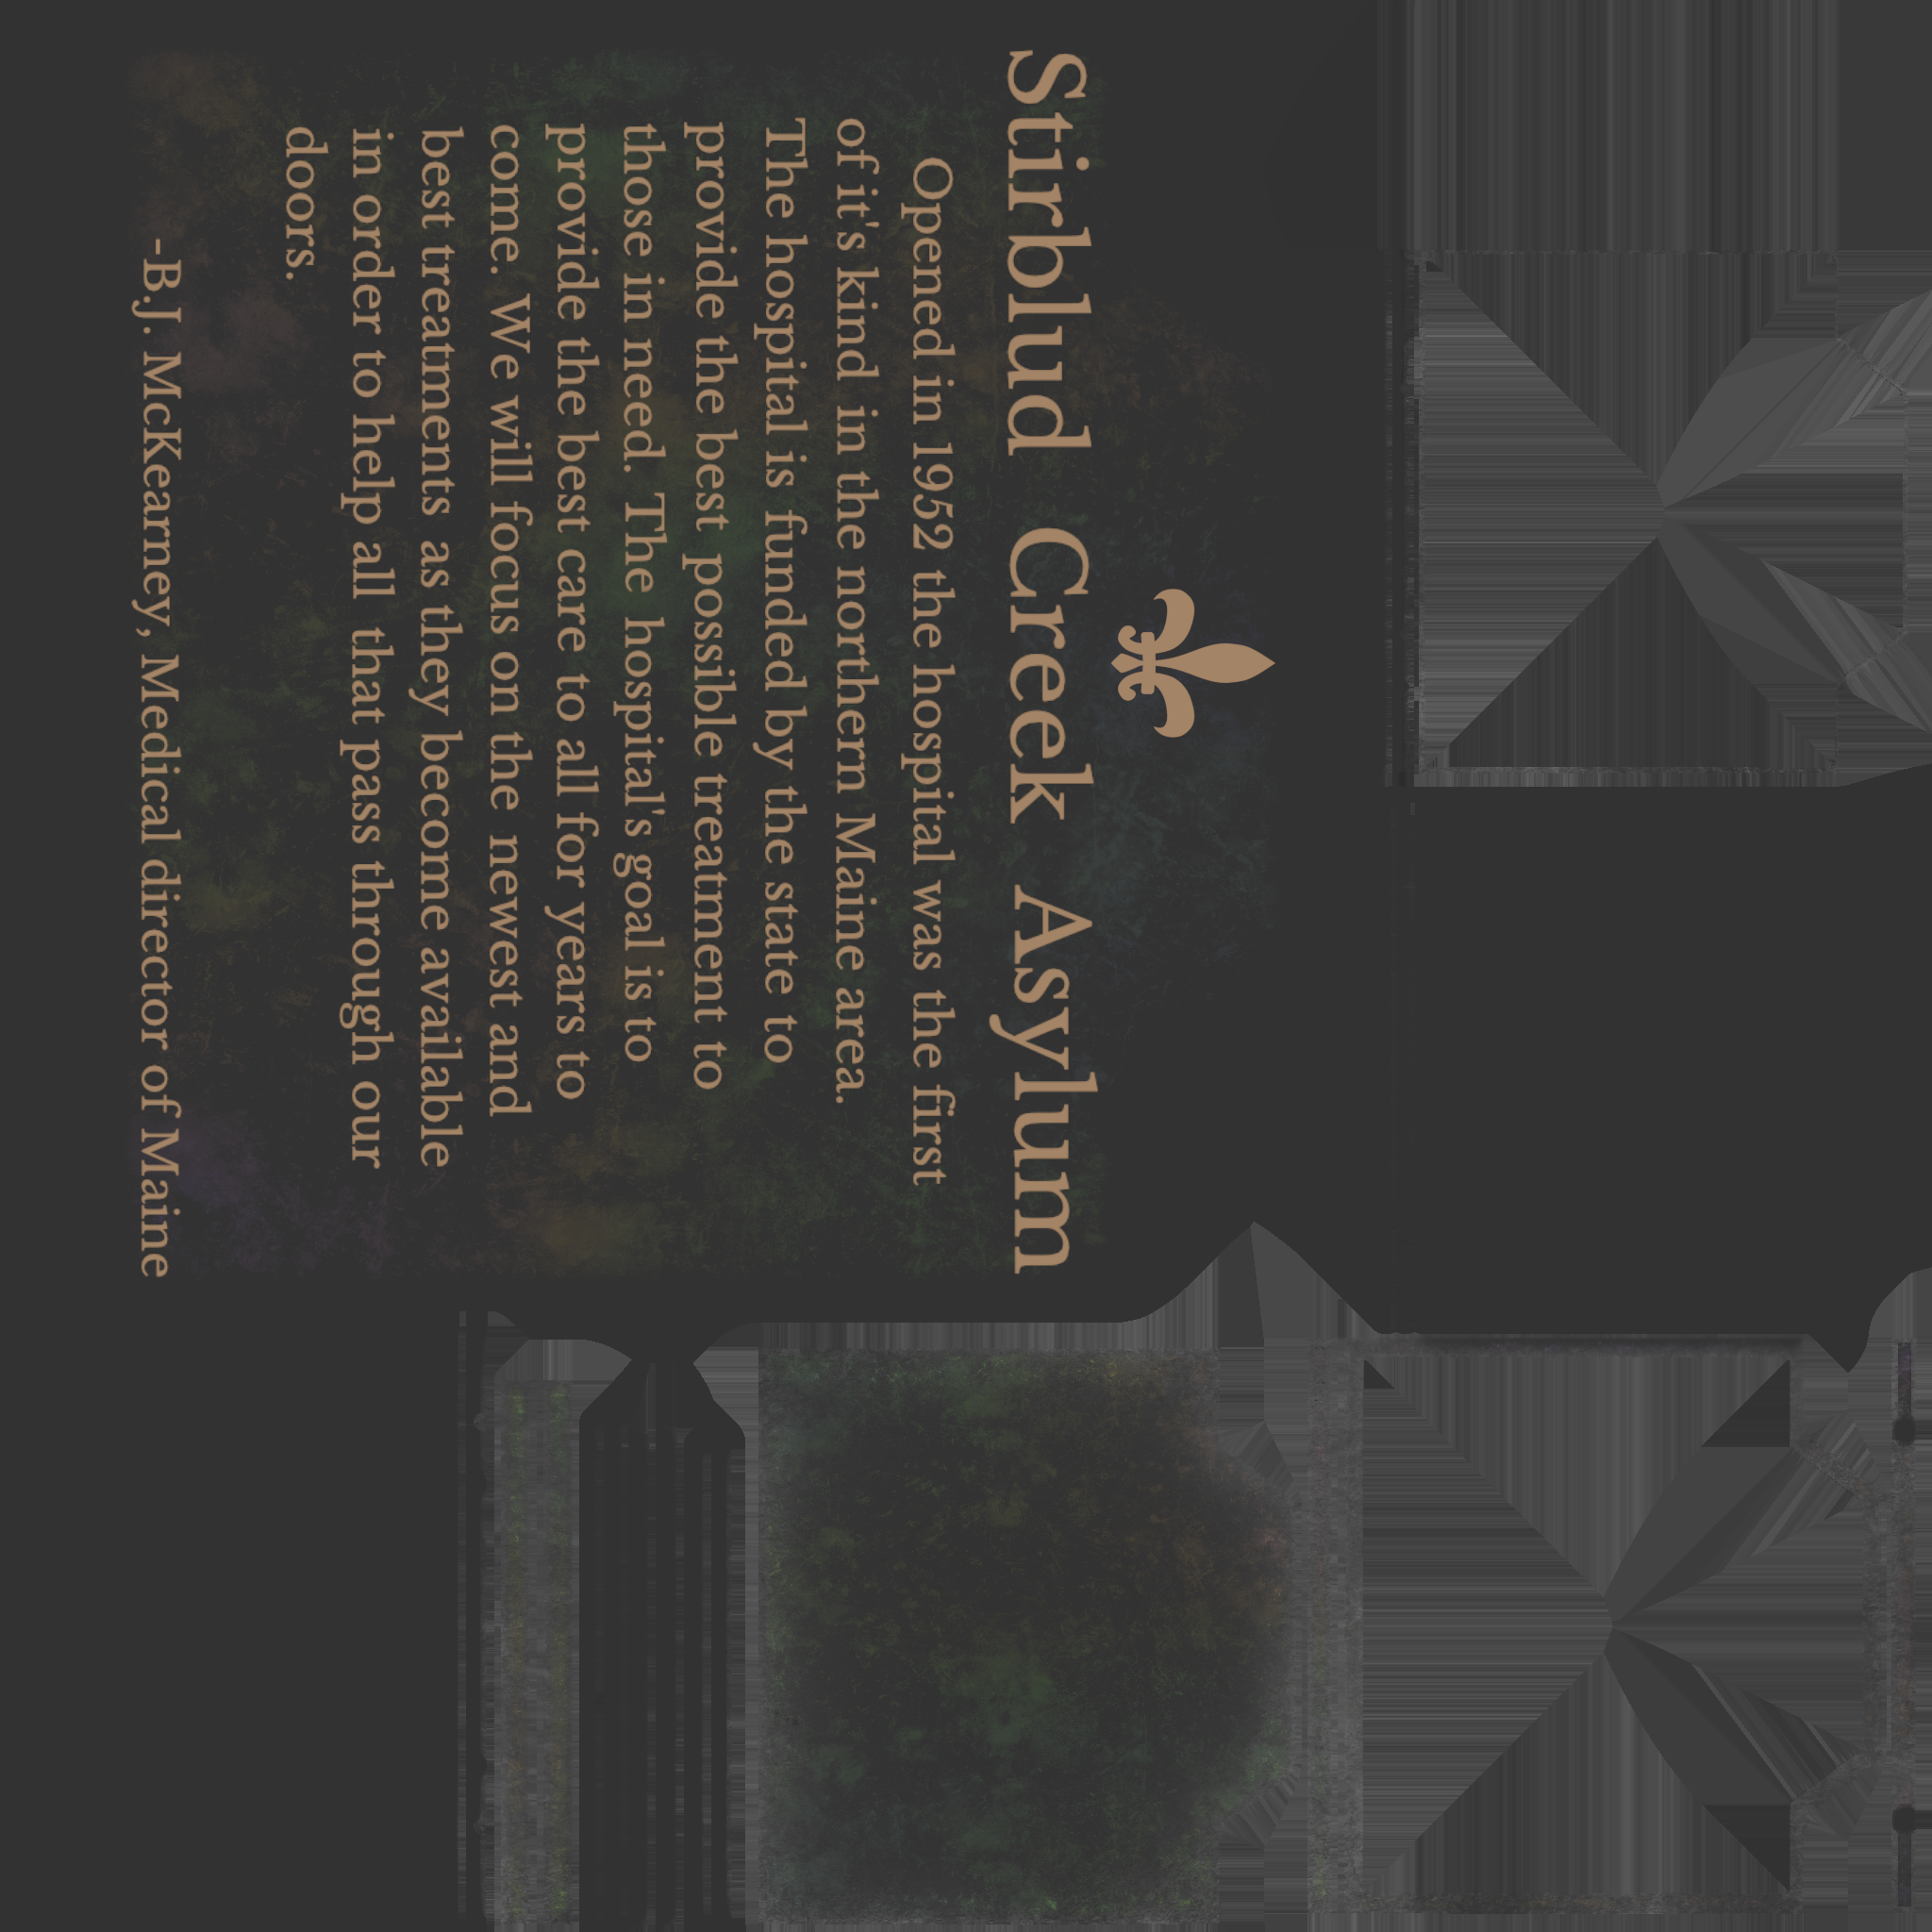 Stirblud Creek Asylum
Opened in 1952 the hospital was the first
of it's kind in the northern Maine area.
The hospital is funded by the state to
provide the best possible treatment to
those in need. The hospital's goal is to
provide the best care to all for years to
come. We will focus on the newest and
best treatments as they become available
in order to help all that pass through our
doors.
-B.J. McKearney, Medical director of Maine